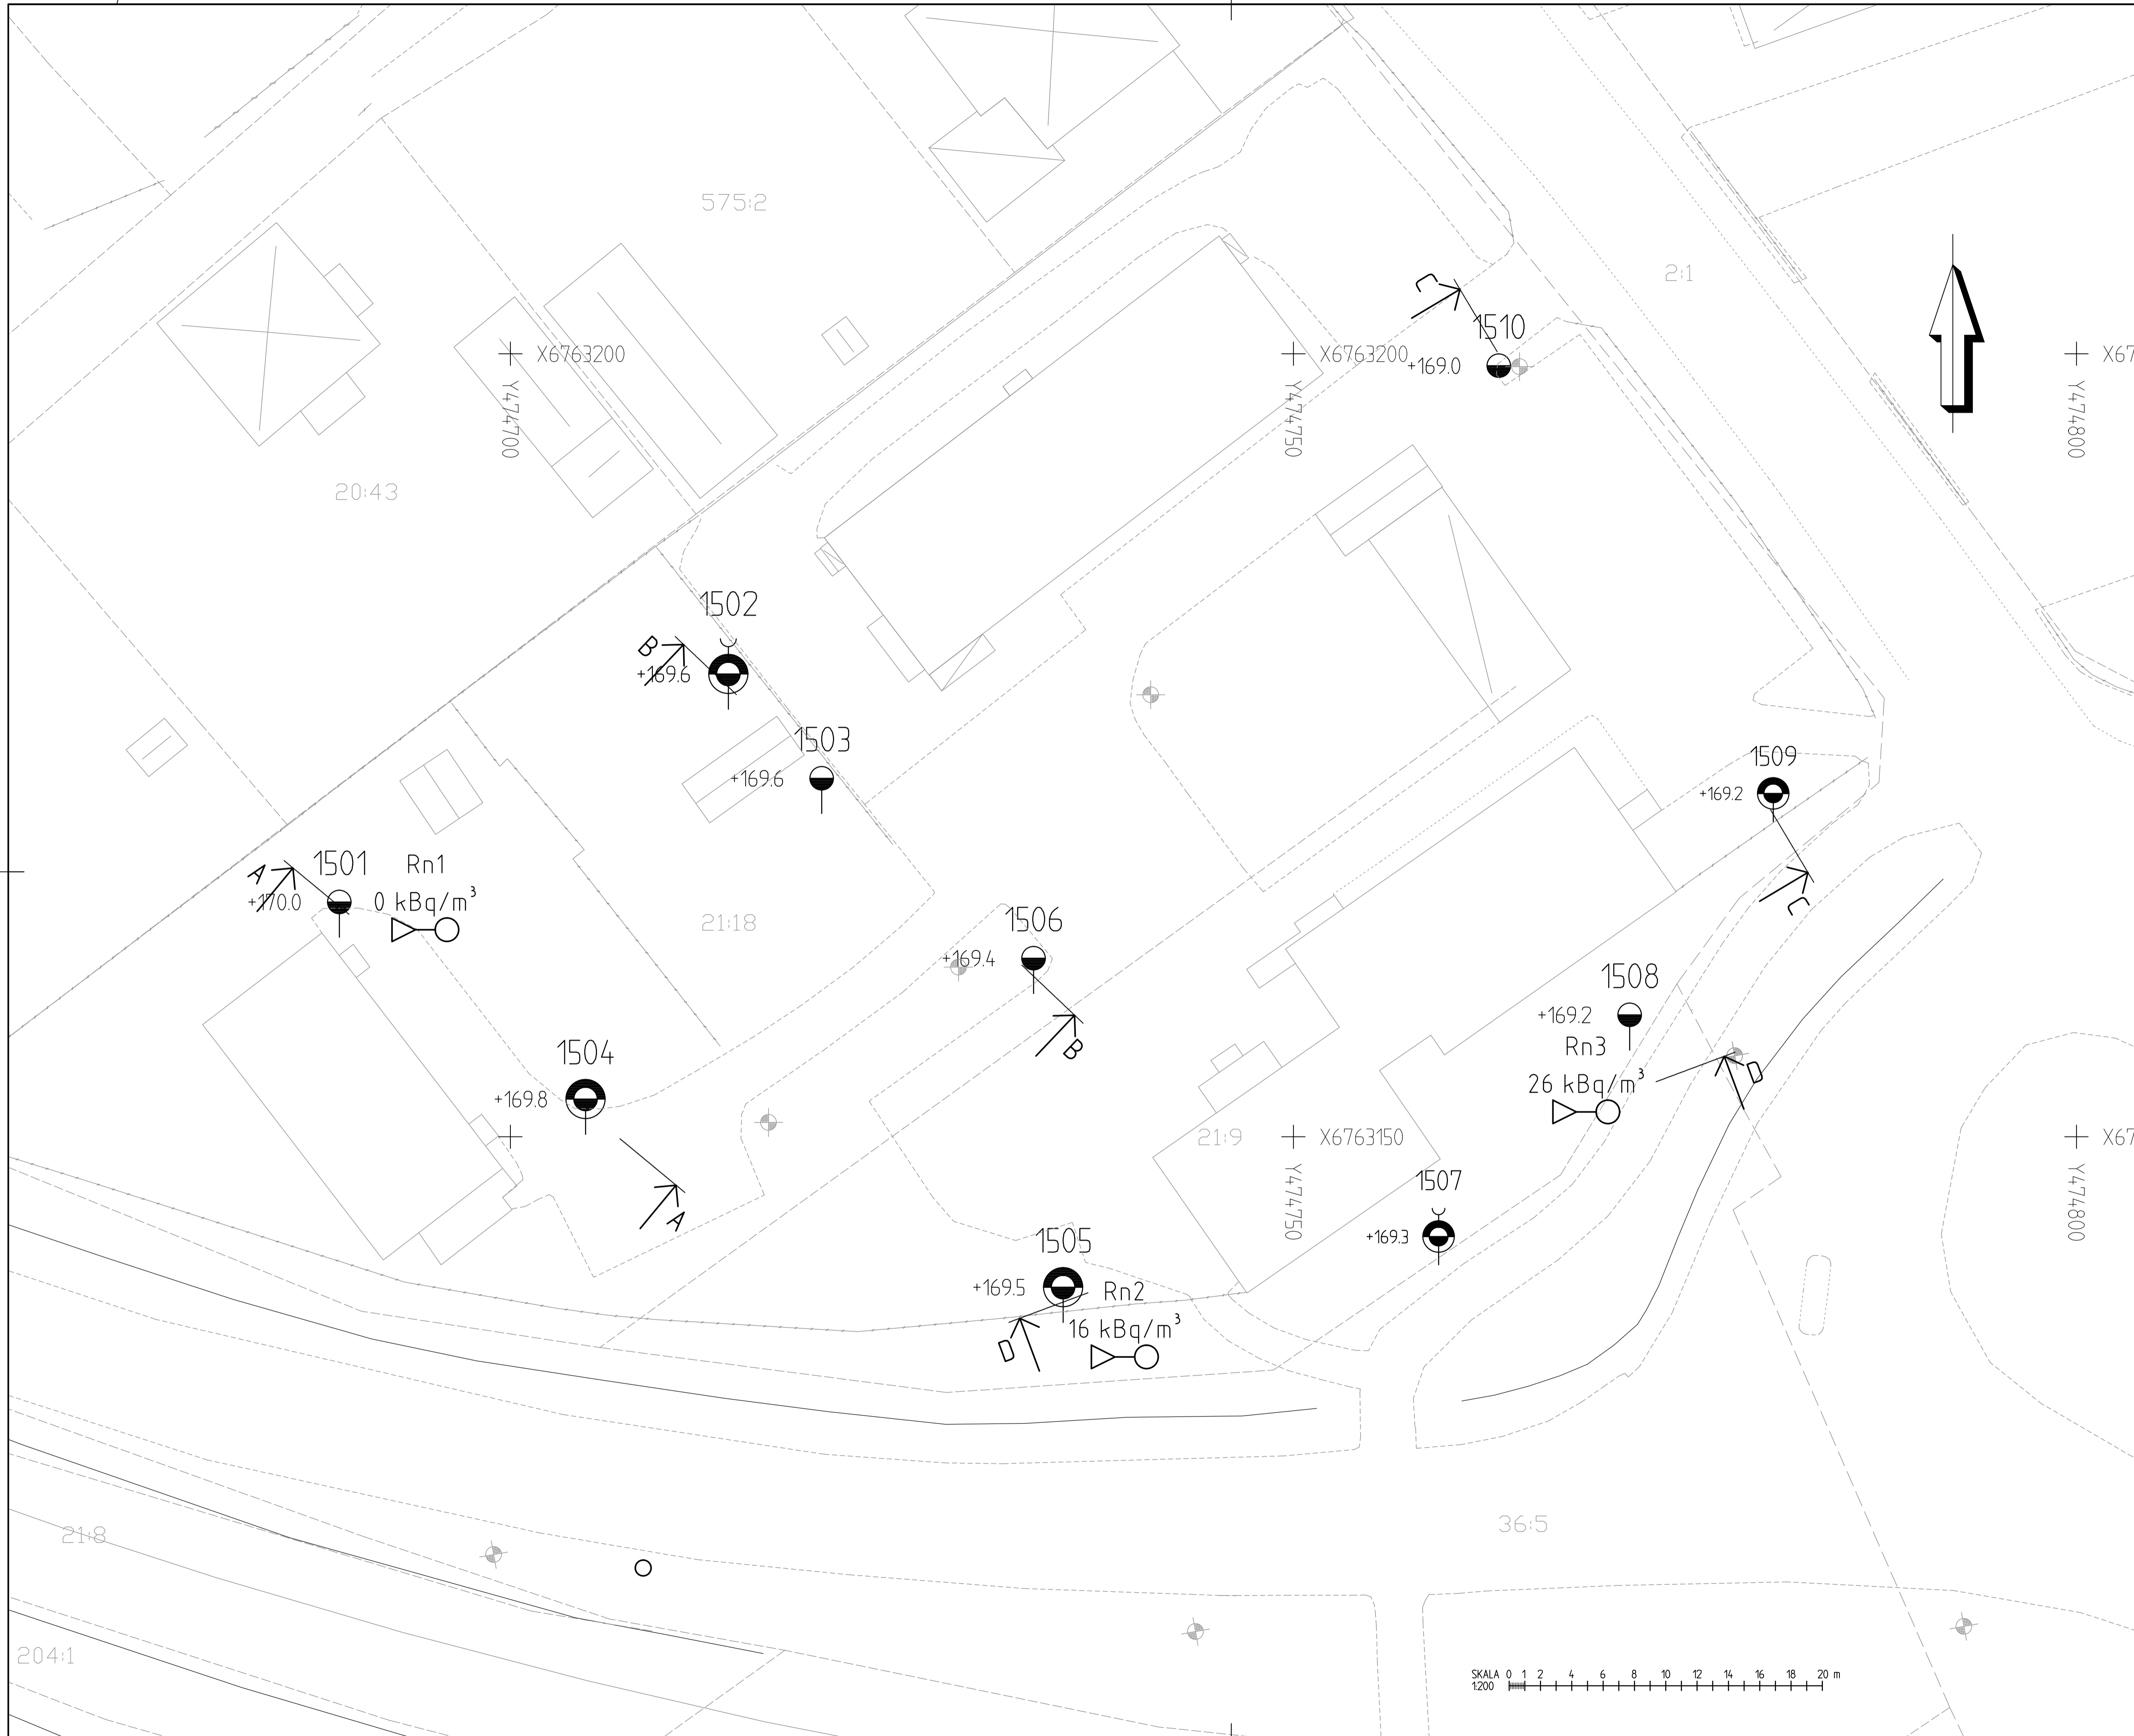 575:2
2:1
C
1510
X6763200
X6763200
X67
+169.0
Y474700
Y474750
Y474800
20:43
1502
B
+169.6
1503
+169.6
1509
+169.2
1501
Rn1
A
+170.0
0 kBq/m³
C
21:18
1506
+169.4
1508
+169.2
Rn3
B
1504
26 kBq/m³
D
+169.8
21:9
X6763150
X67
Y474750
Y474800
1507
A
+169.3
1505
+169.5
Rn2
16 kBq/m³
D
21:8
36:5
204:1
SKALA 0 1 2 4 6 8 10 12 14 16 18 20 m
1:200